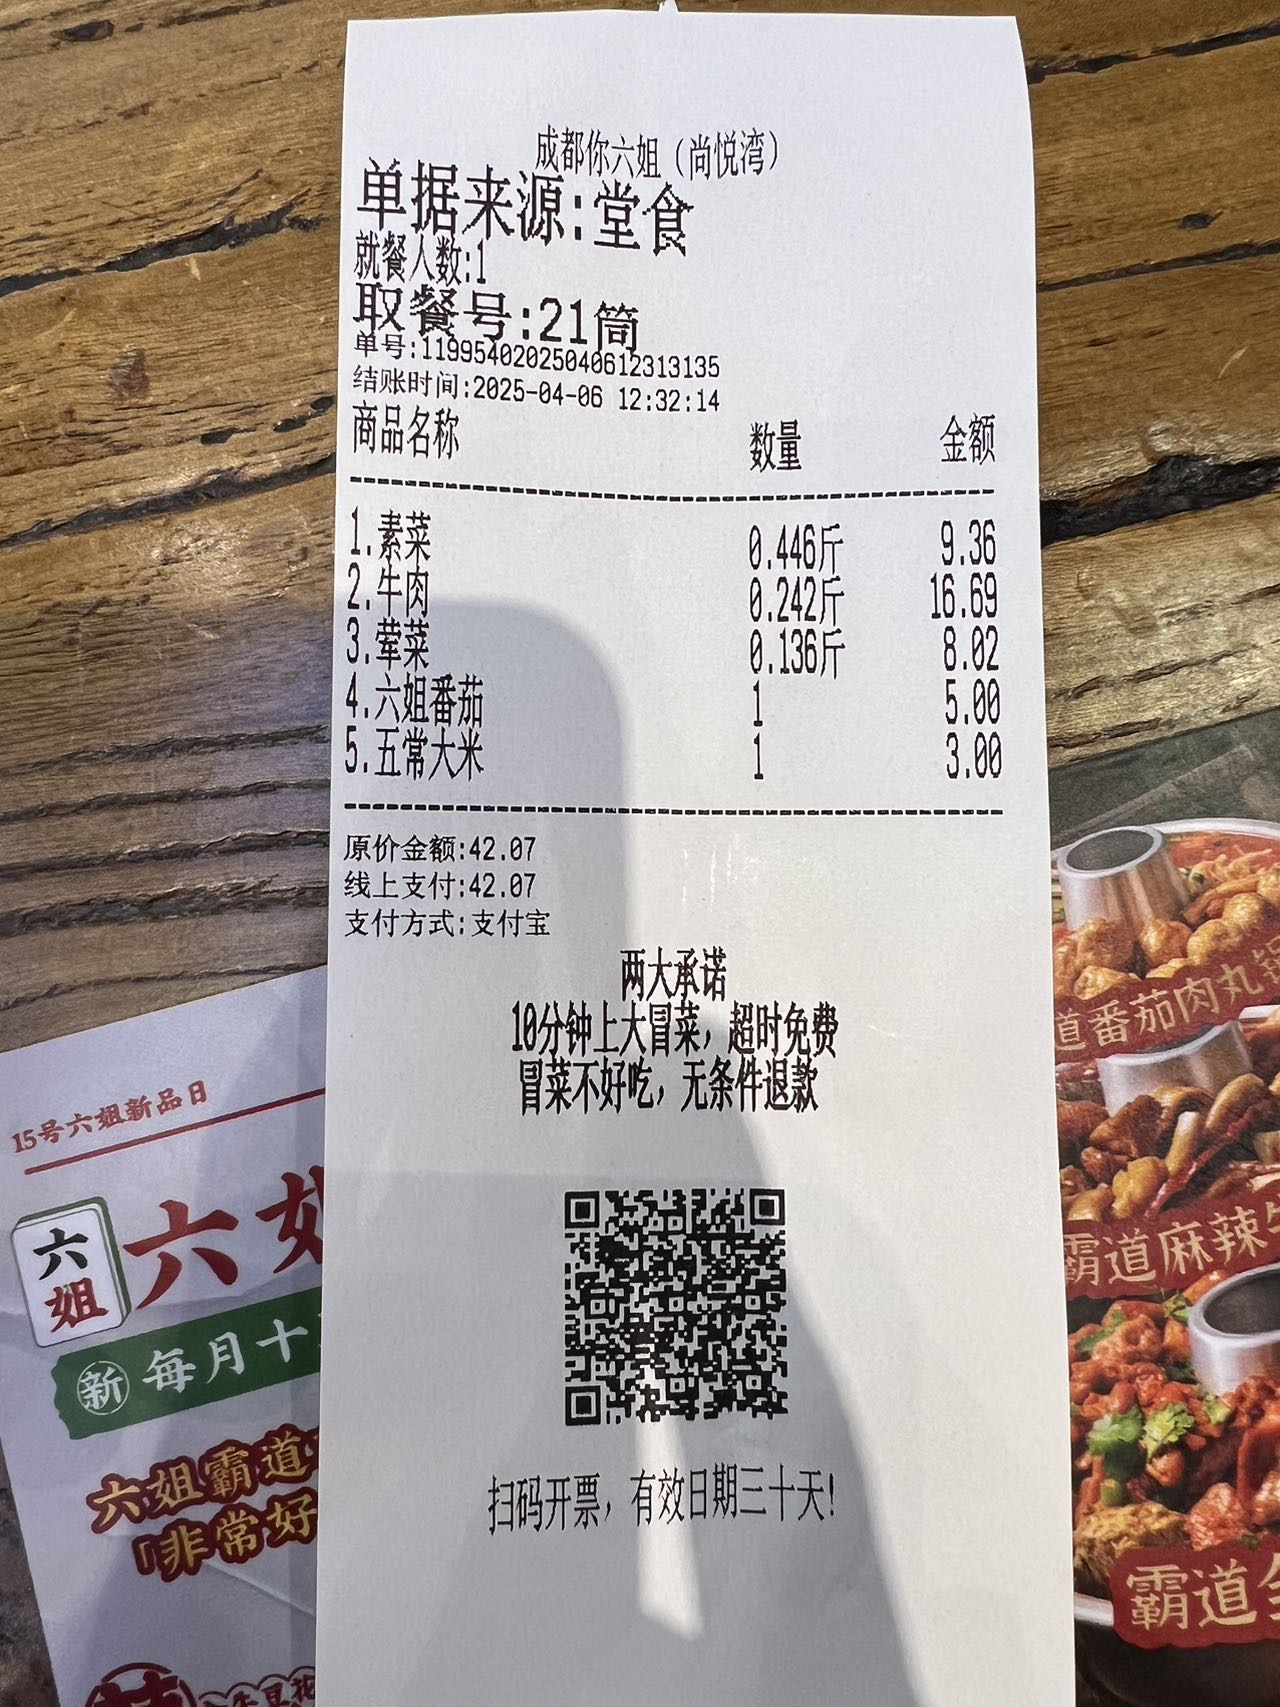 成都你六姐（尚悦湾）
单据来源:堂食
就餐人数:1
取餐号:21筒
单号:11995402025040612313135
结账时间:2025-04-06 12:32:14
商品名称 数量 金额
1.素菜 0.446斤 9.36
2.牛肉 0.242斤 16.69
3.荤菜 0.136斤 8.02
4.六姐番茄 1 5.00
5.五常大米 1 3.00
原价金额:42.07
线上支付:42.07
支付方式:支付宝
两大承诺
10分钟上大冒菜，超时免费
冒菜不好吃，无条件退款
扫码开票，有效日期三十天!
15号六姐新品日
六姐
六
新 每月十
六姐霸道
「非常好
道番茄肉丸
霸道麻辣
霸道